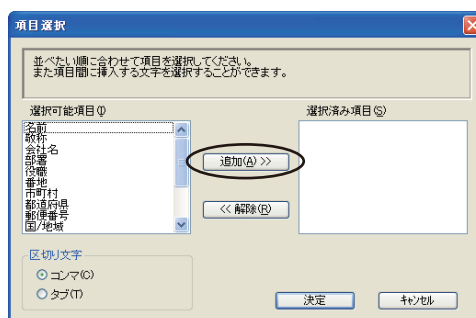 項目選択
並べたい順に合わせて項目を選択してください。
また項目間に挿入する文字を選択することができます。
選択可能項目(I)
名前
敬称
会社名
部署
役職
番地
市町村
都道府県
郵便番号
国/地域
追加(A) >>
<< 解除(R)
選択済み項目(S)
区切り文字
コンマ(C)
タブ(T)
決定
キャンセル